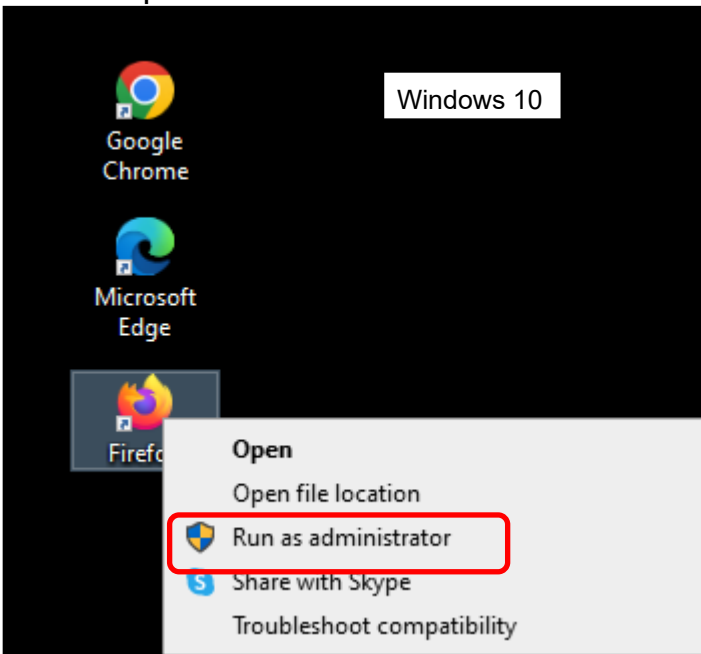 Windows 10
Google
Chrome
Microsoft
Edge
Open
Open file location
Run as administrator
Share with Skype
Troubleshoot compatibility